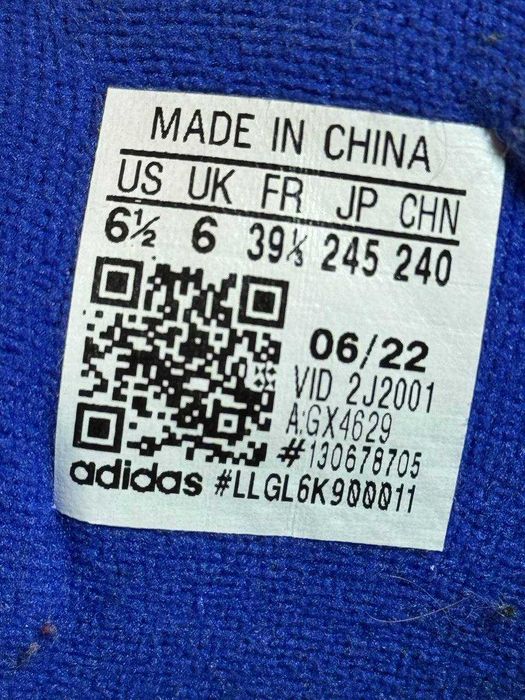 MADE IN CHINA
US UK FR JP CHN
6½ 6 39⅓ 245 240
06/22
VID 2J2001
A:GX4629
#130678705
adidas #LLGL6K900011